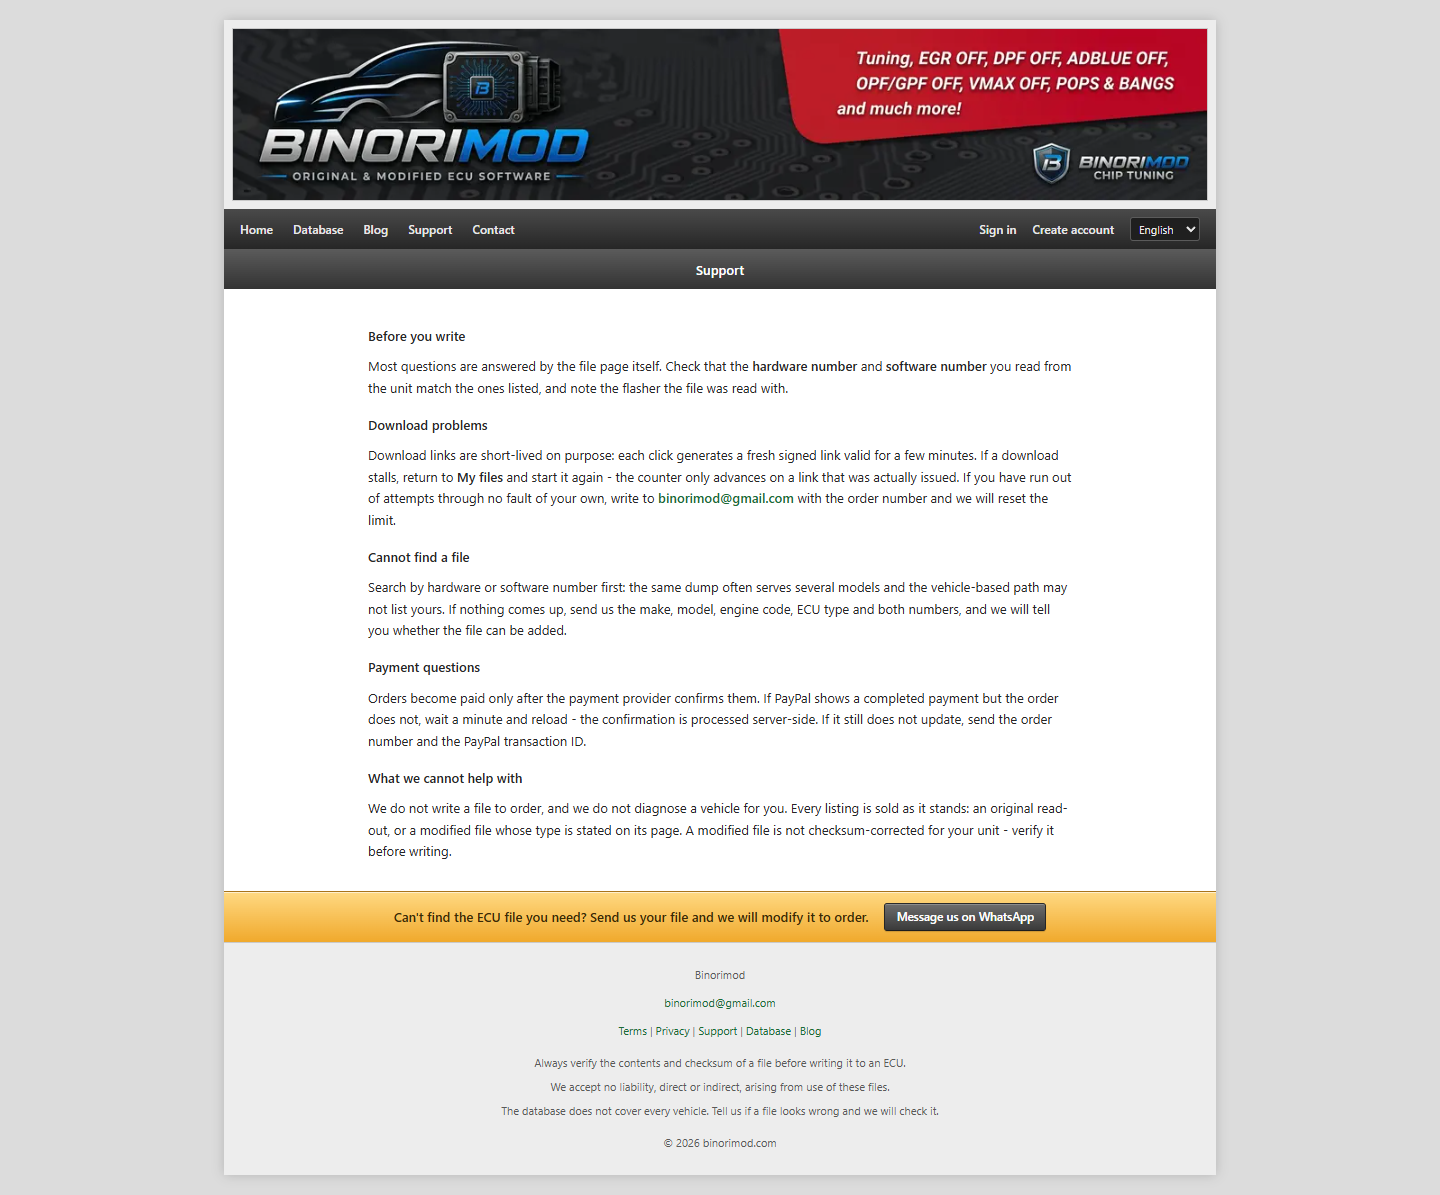 BINORIMOD
ORIGINAL & MODIFIED ECU SOFTWARE
Tuning, EGR OFF, DPF OFF, ADBLUE OFF,
OPF/GPF OFF, VMAX OFF, POPS & BANGS
and much more!
BINORIMOD
CHIP TUNING
Home Database Blog Support Contact Sign in Create account English
Support
Before you write
Most questions are answered by the file page itself. Check that the hardware number and software number you read from
the unit match the ones listed, and note the flasher the file was read with.
Download problems
Download links are short-lived on purpose: each click generates a fresh signed link valid for a few minutes. If a download
stalls, return to My files and start it again - the counter only advances on a link that was actually issued. If you have run out
of attempts through no fault of your own, write to binorimod@gmail.com with the order number and we will reset the
limit.
Cannot find a file
Search by hardware or software number first: the same dump often serves several models and the vehicle-based path may
not list yours. If nothing comes up, send us the make, model, engine code, ECU type and both numbers, and we will tell
you whether the file can be added.
Payment questions
Orders become paid only after the payment provider confirms them. If PayPal shows a completed payment but the order
does not, wait a minute and reload - the confirmation is processed server-side. If it still does not update, send the order
number and the PayPal transaction ID.
What we cannot help with
We do not write a file to order, and we do not diagnose a vehicle for you. Every listing is sold as it stands: an original read-
out, or a modified file whose type is stated on its page. A modified file is not checksum-corrected for your unit - verify it
before writing.
Can't find the ECU file you need? Send us your file and we will modify it to order. Message us on WhatsApp
Binorimod
binorimod@gmail.com
Terms | Privacy | Support | Database | Blog
Always verify the contents and checksum of a file before writing it to an ECU.
We accept no liability, direct or indirect, arising from use of these files.
The database does not cover every vehicle. Tell us if a file looks wrong and we will check it.
© 2026 binorimod.com